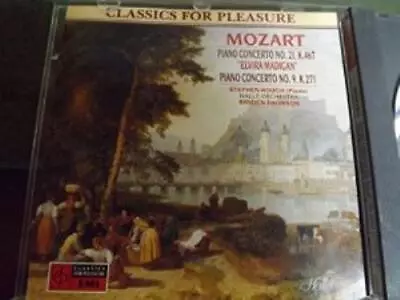 CLASSICS FOR PLEASURE
MOZART
PIANO CONCERTO NO. 21, K.467
"ELVIRA MADIGAN"
PIANO CONCERTO NO. 9, K.271
STEPHEN HOUGH (Piano)
HALLE ORCHESTRA
BRYDEN THOMSON